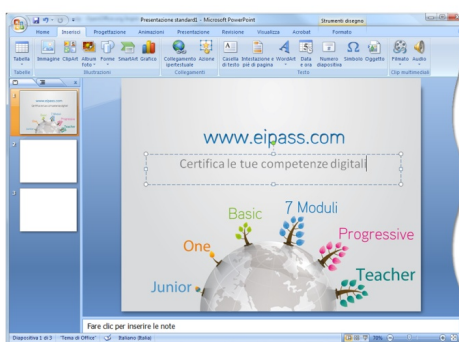 Presentazione standard1 - Microsoft PowerPoint
Strumenti disegno
Home Inserisci Progettazione Animazioni Presentazione Revisione Visualizza Acrobat Formato
Tabella Immagine ClipArt Album foto Forme SmartArt Grafico Collegamento ipertestuale Azione Casella di testo Intestazione e piè di pagina WordArt Data e ora Numero diapositiva Simbolo Oggetto Filmato Audio
Tabelle Illustrazioni Collegamenti Testo Clip multimediali
1
2
3
www.eipass.com
Certifica le tue competenze digitali
Basic
7 Moduli
Progressive
One
Teacher
Junior
Fare clic per inserire le note
Diapositiva 1 di 3 "Tema di Office" Italiano (Italia) 70%